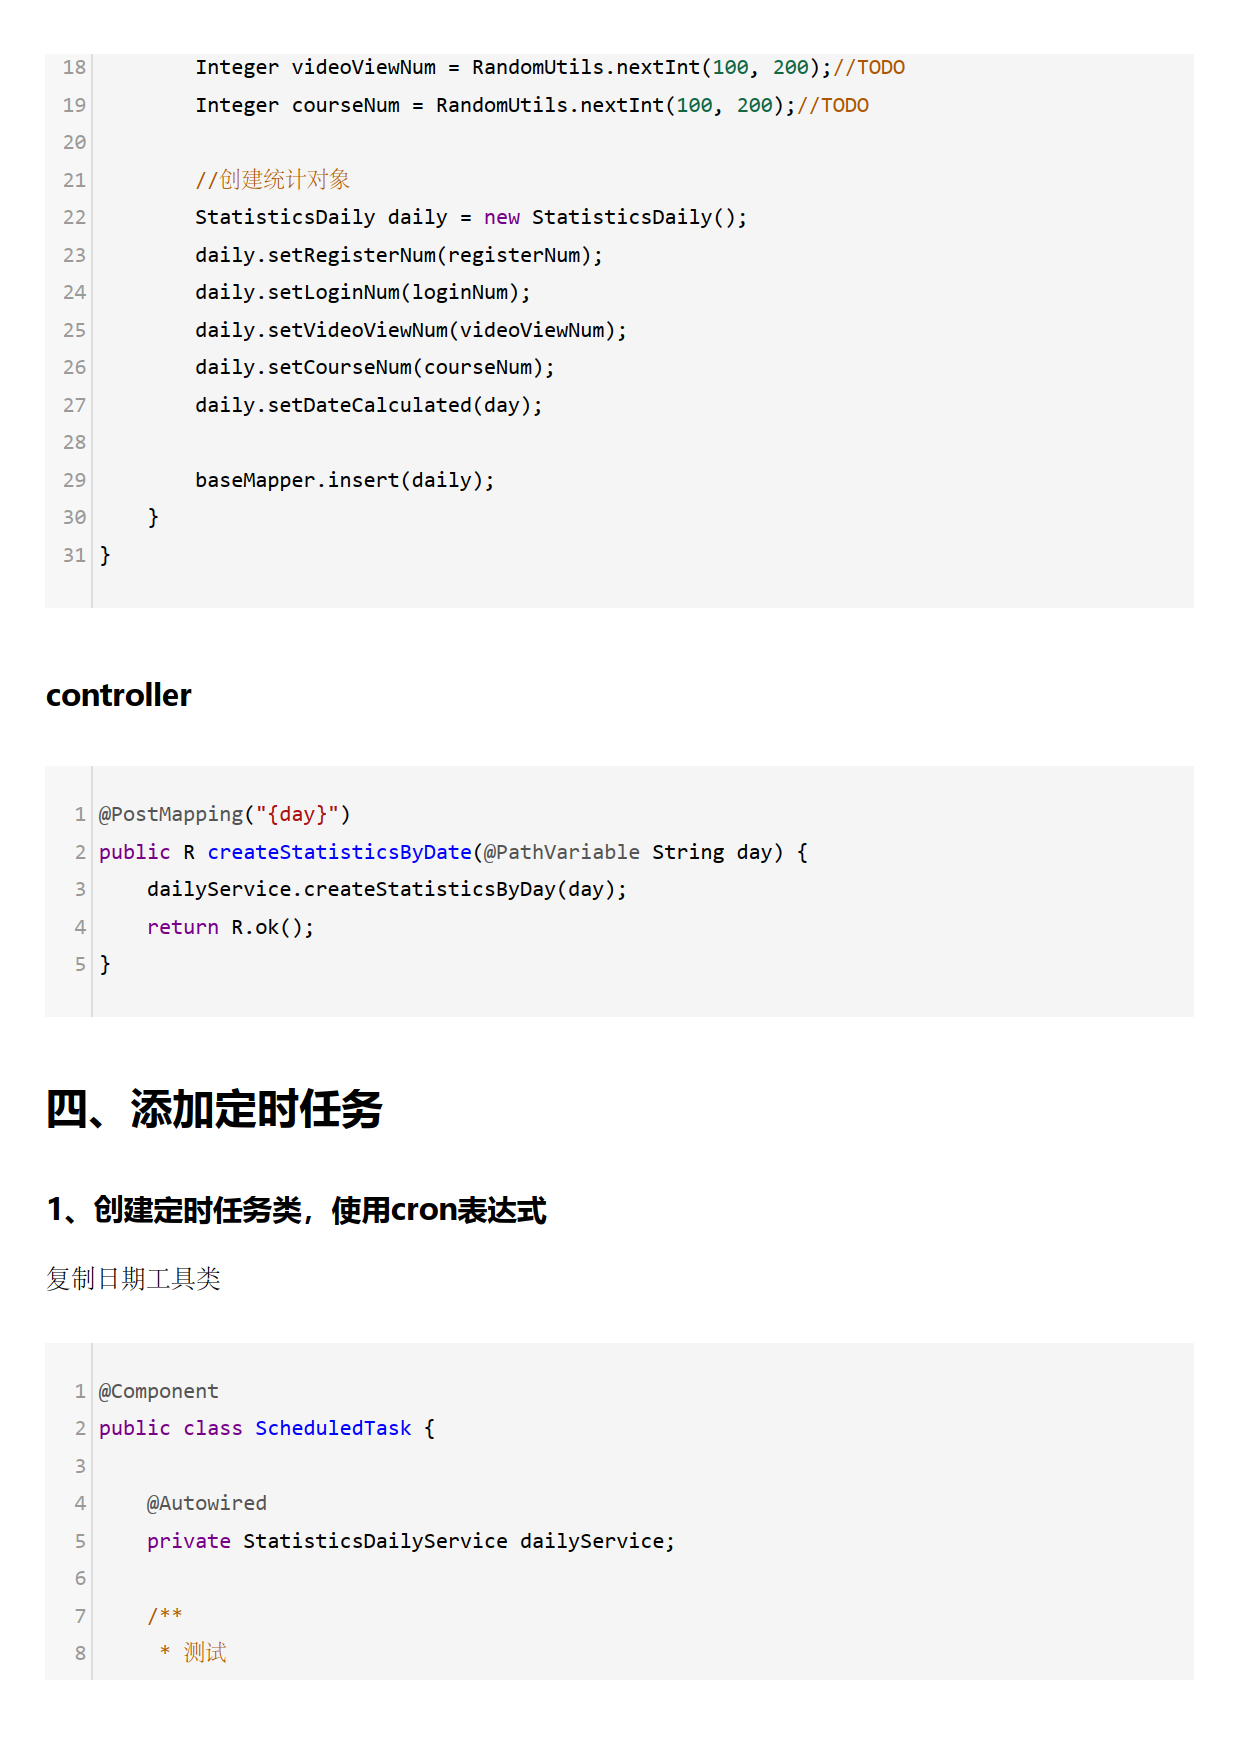 18         Integer videoViewNum = RandomUtils.nextInt(100, 200);//TODO
19         Integer courseNum = RandomUtils.nextInt(100, 200);//TODO
20
21         //创建统计对象
22         StatisticsDaily daily = new StatisticsDaily();
23         daily.setRegisterNum(registerNum);
24         daily.setLoginNum(loginNum);
25         daily.setVideoViewNum(videoViewNum);
26         daily.setCourseNum(courseNum);
27         daily.setDateCalculated(day);
28
29         baseMapper.insert(daily);
30     }
31 }
controller
1 @PostMapping("{day}")
2 public R createStatisticsByDate(@PathVariable String day) {
3     dailyService.createStatisticsByDay(day);
4     return R.ok();
5 }
四、添加定时任务
1、创建定时任务类，使用cron表达式
复制日期工具类
1 @Component
2 public class ScheduledTask {
3
4     @Autowired
5     private StatisticsDailyService dailyService;
6
7     /**
8      * 测试